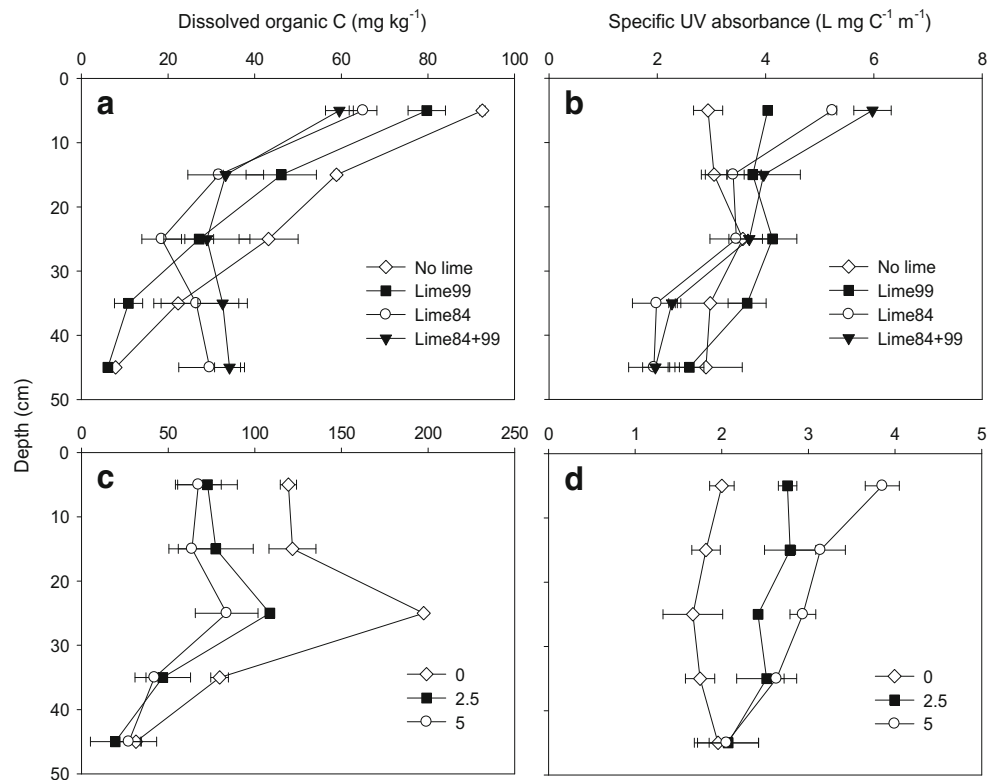 Dissolved organic C (mg kg⁻¹)
Specific UV absorbance (L mg C⁻¹ m⁻¹)
0 20 40 60 80 100
2 4 6 8
0
10
20
30
40
50
a
b
No lime
Lime99
Lime84
Lime84+99
No lime
Lime99
Lime84
Lime84+99
Depth (cm)
0 50 100 150 200 250
0 1 2 3 4 5
0
10
20
30
40
50
c
d
0
2.5
5
0
2.5
5